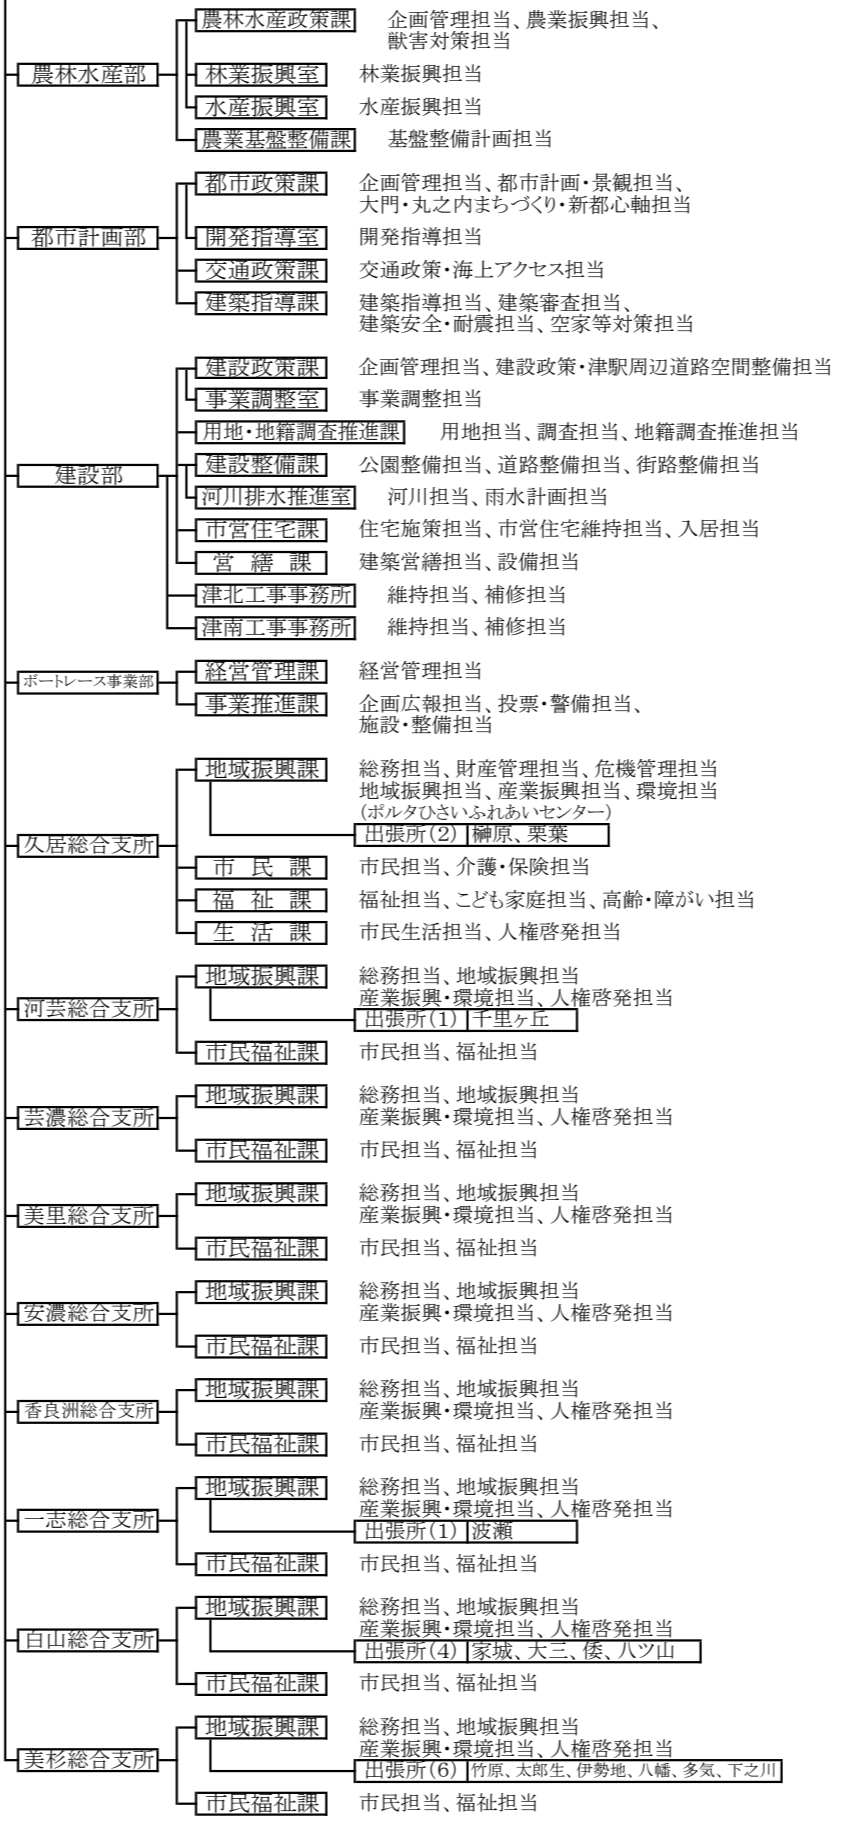 農林水産政策課 企画管理担当、農業振興担当、
獣害対策担当
農林水産部 林業振興室 林業振興担当
水産振興室 水産振興担当
農業基盤整備課 基盤整備計画担当
都市政策課 企画管理担当、都市計画・景観担当、
大門・丸之内まちづくり・新都心軸担当
都市計画部 開発指導室 開発指導担当
交通政策課 交通政策・海上アクセス担当
建築指導課 建築指導担当、建築審査担当、
建築安全・耐震担当、空家等対策担当
建設政策課 企画管理担当、建設政策・津駅周辺道路空間整備担当
事業調整室 事業調整担当
用地・地籍調査推進課 用地担当、調査担当、地籍調査推進担当
建設部 建設整備課 公園整備担当、道路整備担当、街路整備担当
河川排水推進室 河川担当、雨水計画担当
市営住宅課 住宅施策担当、市営住宅維持担当、入居担当
営繕課 建築営繕担当、設備担当
津北工事事務所 維持担当、補修担当
津南工事事務所 維持担当、補修担当
ボートレース事業部 経営管理課 経営管理担当
事業推進課 企画広報担当、投票・警備担当、
施設・整備担当
地域振興課 総務担当、財産管理担当、危機管理担当
地域振興担当、産業振興担当、環境担当
(ポルタひさいふれあいセンター)
出張所(2) 榊原、栗葉
久居総合支所 市民課 市民担当、介護・保険担当
福祉課 福祉担当、こども家庭担当、高齢・障がい担当
生活課 市民生活担当、人権啓発担当
地域振興課 総務担当、地域振興担当
産業振興・環境担当、人権啓発担当
河芸総合支所 出張所(1) 千里ヶ丘
市民福祉課 市民担当、福祉担当
地域振興課 総務担当、地域振興担当
芸濃総合支所 産業振興・環境担当、人権啓発担当
市民福祉課 市民担当、福祉担当
地域振興課 総務担当、地域振興担当
美里総合支所 産業振興・環境担当、人権啓発担当
市民福祉課 市民担当、福祉担当
地域振興課 総務担当、地域振興担当
安濃総合支所 産業振興・環境担当、人権啓発担当
市民福祉課 市民担当、福祉担当
地域振興課 総務担当、地域振興担当
香良洲総合支所 産業振興・環境担当、人権啓発担当
市民福祉課 市民担当、福祉担当
地域振興課 総務担当、地域振興担当
一志総合支所 産業振興・環境担当、人権啓発担当
出張所(1) 波瀬
市民福祉課 市民担当、福祉担当
地域振興課 総務担当、地域振興担当
産業振興・環境担当、人権啓発担当
白山総合支所 出張所(4) 家城、大三、倭、八ツ山
市民福祉課 市民担当、福祉担当
地域振興課 総務担当、地域振興担当
産業振興・環境担当、人権啓発担当
美杉総合支所 出張所(6) 竹原、太郎生、伊勢地、八幡、多気、下之川
市民福祉課 市民担当、福祉担当